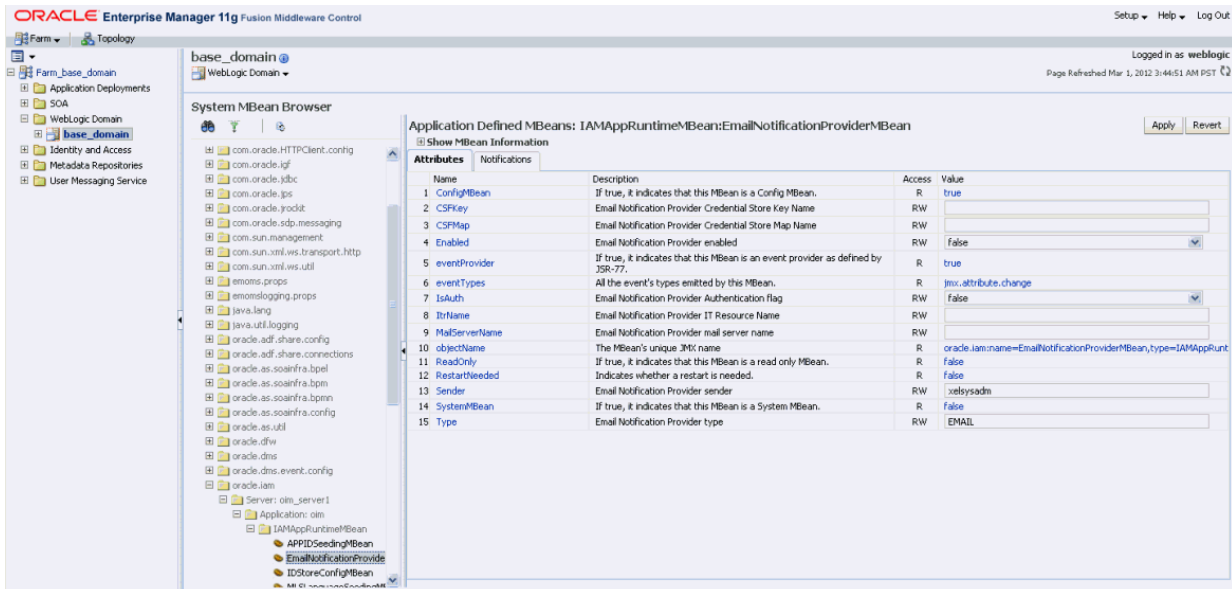 ORACLE Enterprise Manager 11g Fusion Middleware Control
Setup Help Log Out
Farm Topology
base_domain
Logged in as weblogic
WebLogic Domain
Page Refreshed Mar 1, 2012 3:44:51 AM PST
Farm_base_domain
Application Deployments
SOA
WebLogic Domain
base_domain
Identity and Access
Metadata Repositories
User Messaging Service
System MBean Browser
com.oracle.HTTPClient.config
com.oracle.igf
com.oracle.jdbc
com.oracle.jps
com.oracle.jrockit
com.oracle.sdp.messaging
com.sun.management
com.sun.xml.ws.transport.http
com.sun.xml.ws.util
emoms.props
emomslogging.props
java.lang
java.util.logging
oracle.adf.share.config
oracle.adf.share.connections
oracle.as.soainfra.bpel
oracle.as.soainfra.bpm
oracle.as.soainfra.bpmn
oracle.as.soainfra.config
oracle.as.util
oracle.dfw
oracle.dms
oracle.dms.event.config
oracle.iam
Server: oim_server1
Application: oim
IAMAppRuntimeMBean
APPIDSeedingMBean
EmailNotificationProvide
IDStoreConfigMBean
Application Defined MBeans: IAMAppRuntimeMBean:EmailNotificationProviderMBean
Apply Revert
Show MBean Information
Attributes Notifications
Name Description Access Value
1 ConfigMBean If true, it indicates that this MBean is a Config MBean. R true
2 CSFKey Email Notification Provider Credential Store Key Name RW
3 CSFMap Email Notification Provider Credential Store Map Name RW
4 Enabled Email Notification Provider enabled RW false
5 eventProvider If true, it indicates that this MBean is an event provider as defined by JSR-77. R true
6 eventTypes All the event's types emitted by this MBean. R jmx.attribute.change
7 IsAuth Email Notification Provider Authentication flag RW false
8 ItrName Email Notification Provider IT Resource Name RW
9 MailServerName Email Notification Provider mail server name RW
10 objectName The MBean's unique JMX name R oracle.iam:name=EmailNotificationProviderMBean,type=IAMAppRunt
11 ReadOnly If true, it indicates that this MBean is a read only MBean. R false
12 RestartNeeded Indicates whether a restart is needed. R false
13 Sender Email Notification Provider sender RW xelsysadm
14 SystemMBean If true, it indicates that this MBean is a System MBean. R false
15 Type Email Notification Provider type RW EMAIL